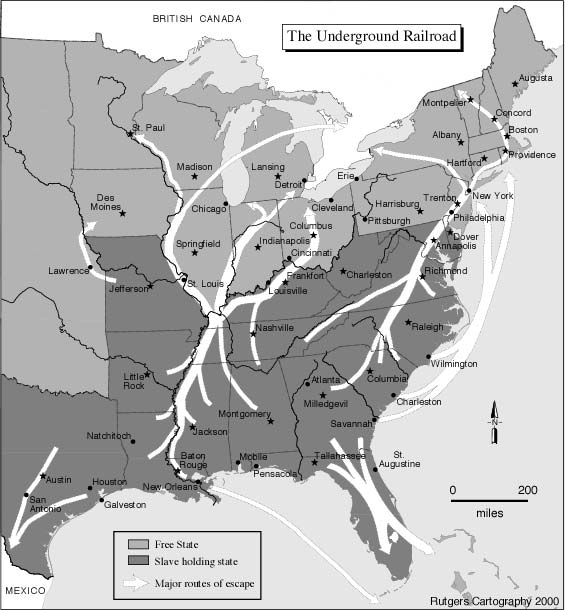 BRITISH CANADA
The Underground Railroad
Augusta
Montpelier
Concord
St. Paul
Boston
Albany
Madison
Lansing
Hartford
Providence
Detroit
Erie
Trenton
New York
Des
Moines
Chicago
Cleveland
Harrisburg
Pittsburgh
Philadelphia
Columbus
Dover
Springfield
Indianapolis
Annapolis
Cincinnati
Lawrence
Jefferson
St. Louis
Frankfort
Charleston
Richmond
Louisville
Nashville
Raleigh
Little
Rock
Atlanta
Columbia
Wilmington
Milledgevil
Charleston
Montgomery
Savannah
-N-
Natchitoch
Jackson
Baton
Rouge
Mobile
Tallahassee
St.
Augustine
Austin
Houston
New Orleans
Pensacola
San
Antonio
Galveston
0
200
miles
Free State
Slave holding state
Major routes of escape
MEXICO
Rutgers Cartography 2000